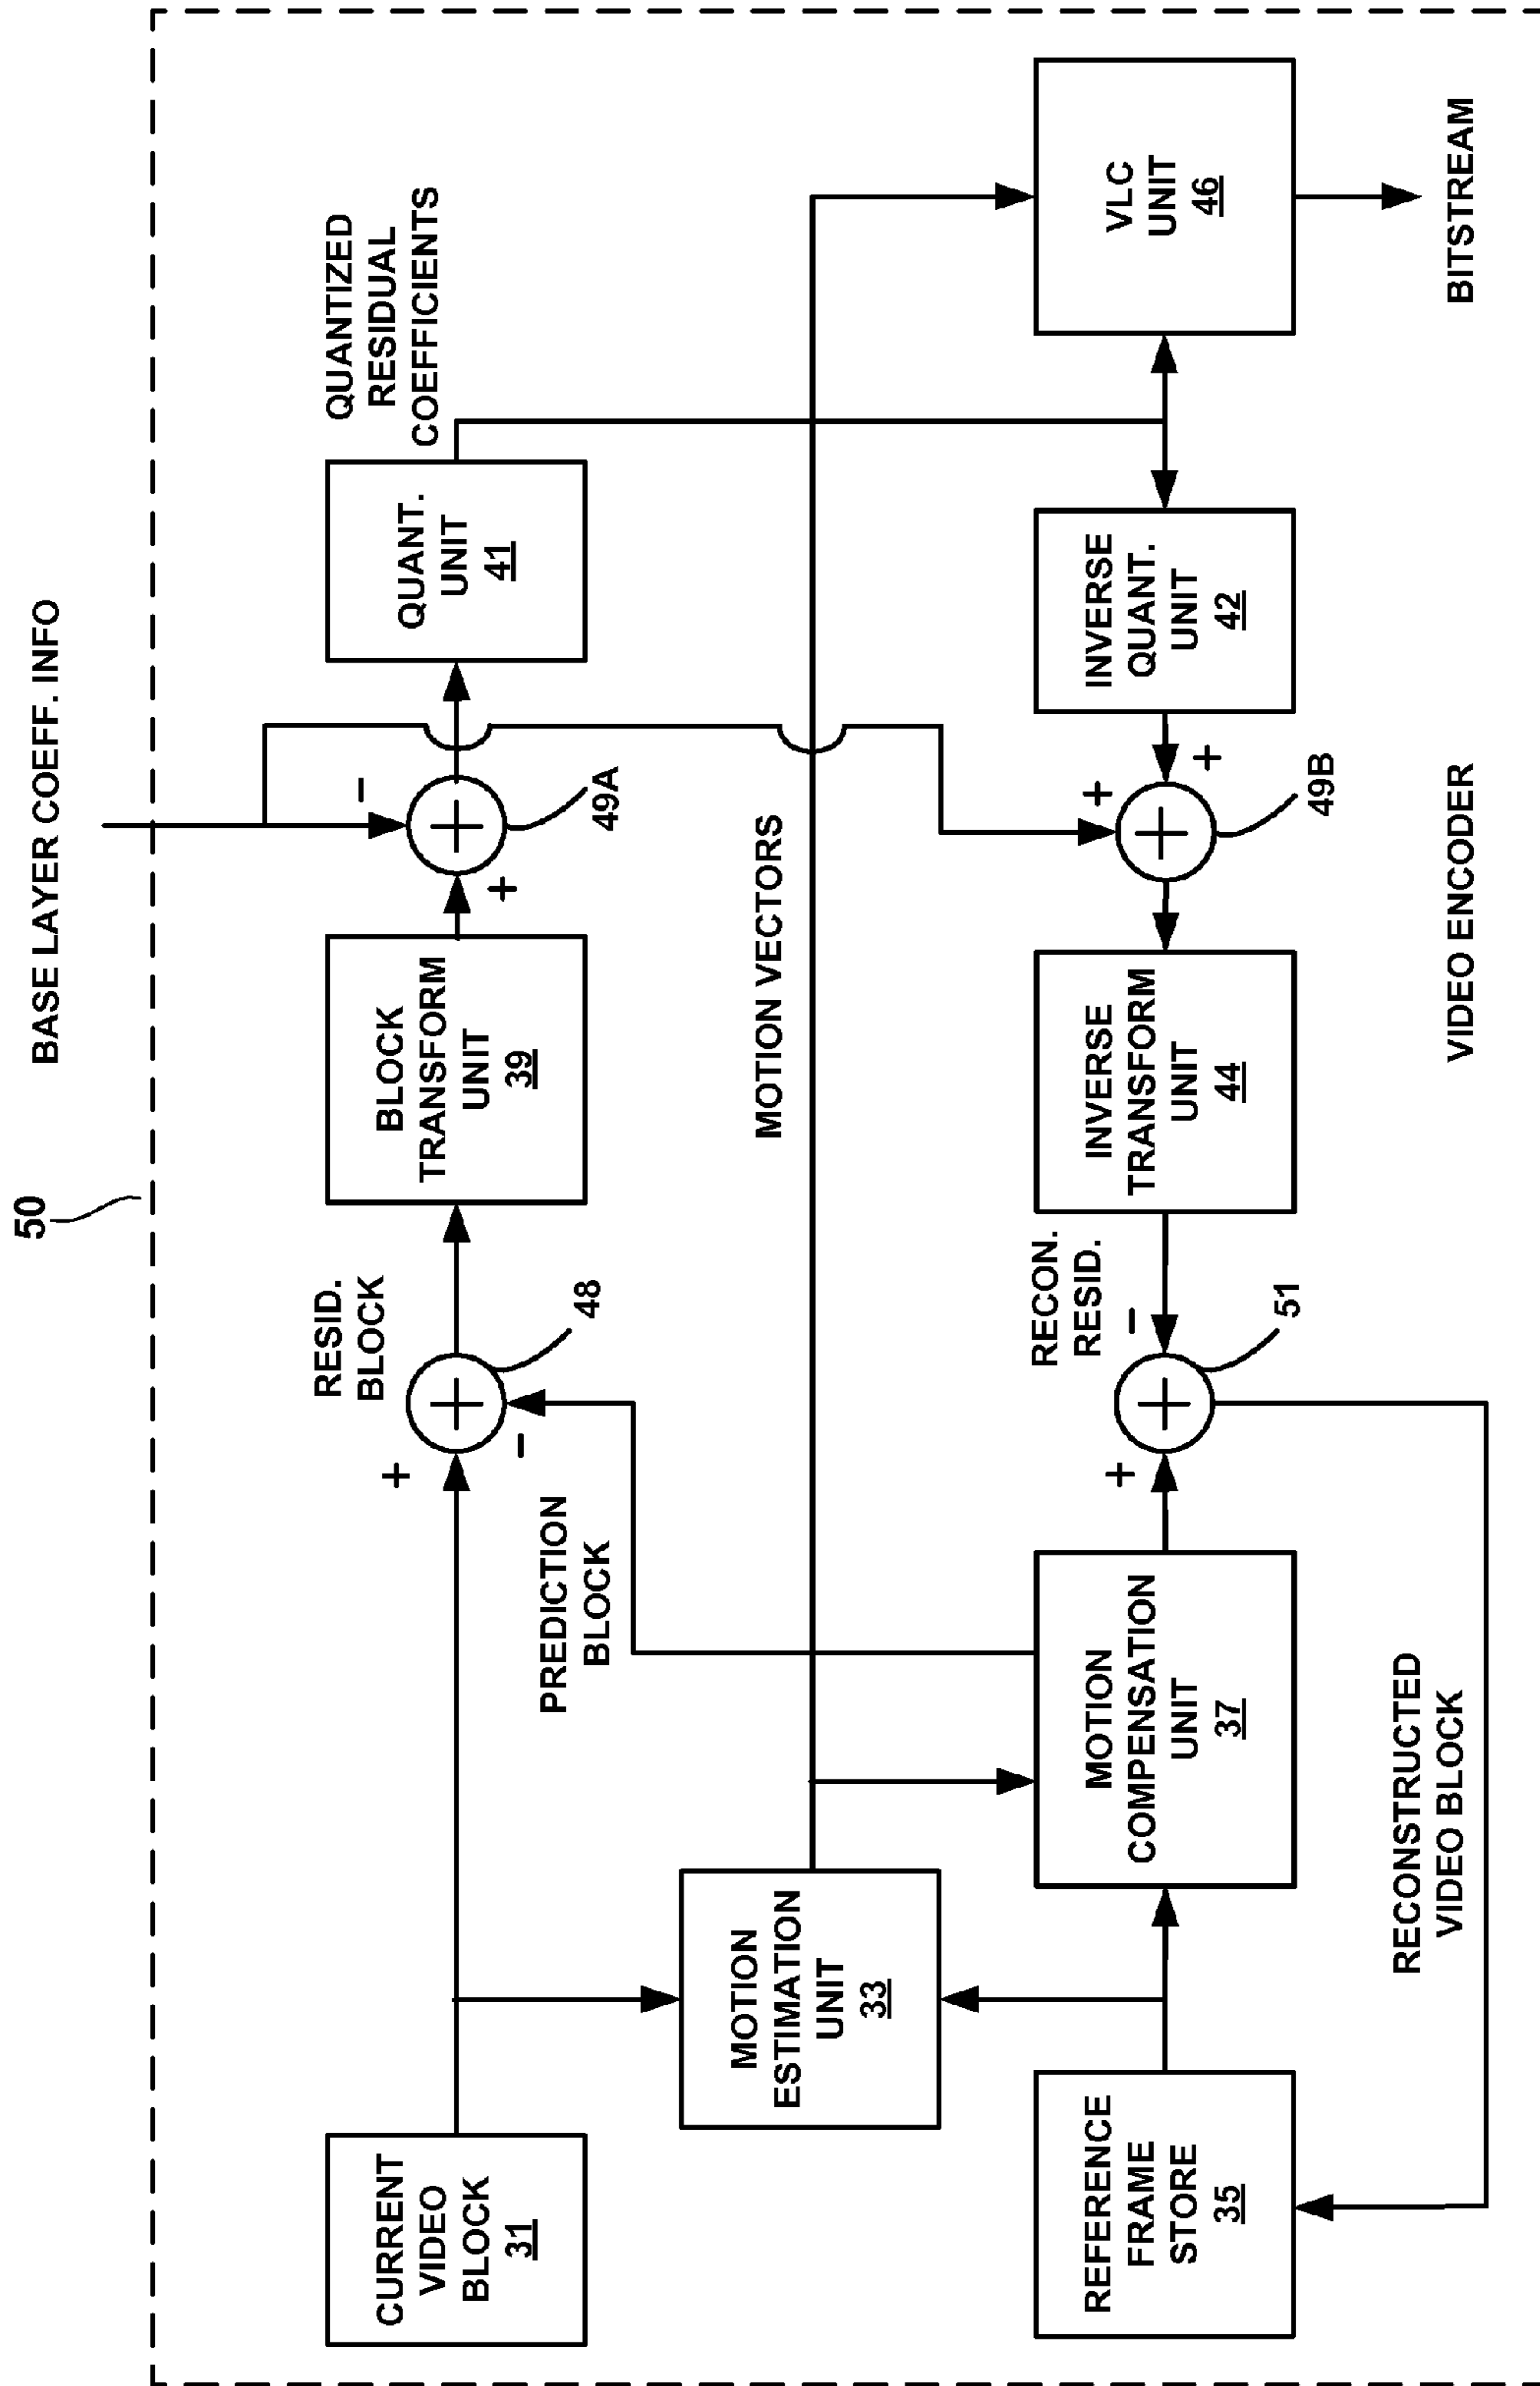 50
BASE LAYER COEFF. INFO
CURRENT
VIDEO
BLOCK
31
+
−
RESID.
BLOCK
48
BLOCK
TRANSFORM
UNIT
39
+
−
49A
QUANT.
UNIT
41
QUANTIZED
RESIDUAL
COEFFICIENTS
PREDICTION
BLOCK
MOTION
ESTIMATION
UNIT
33
MOTION VECTORS
REFERENCE
FRAME
STORE
35
MOTION
COMPENSATION
UNIT
37
+
−
RECON.
RESID.
51
INVERSE
TRANSFORM
UNIT
44
+
+
49B
INVERSE
QUANT.
UNIT
42
VLC
UNIT
46
RECONSTRUCTED
VIDEO BLOCK
VIDEO ENCODER
BITSTREAM